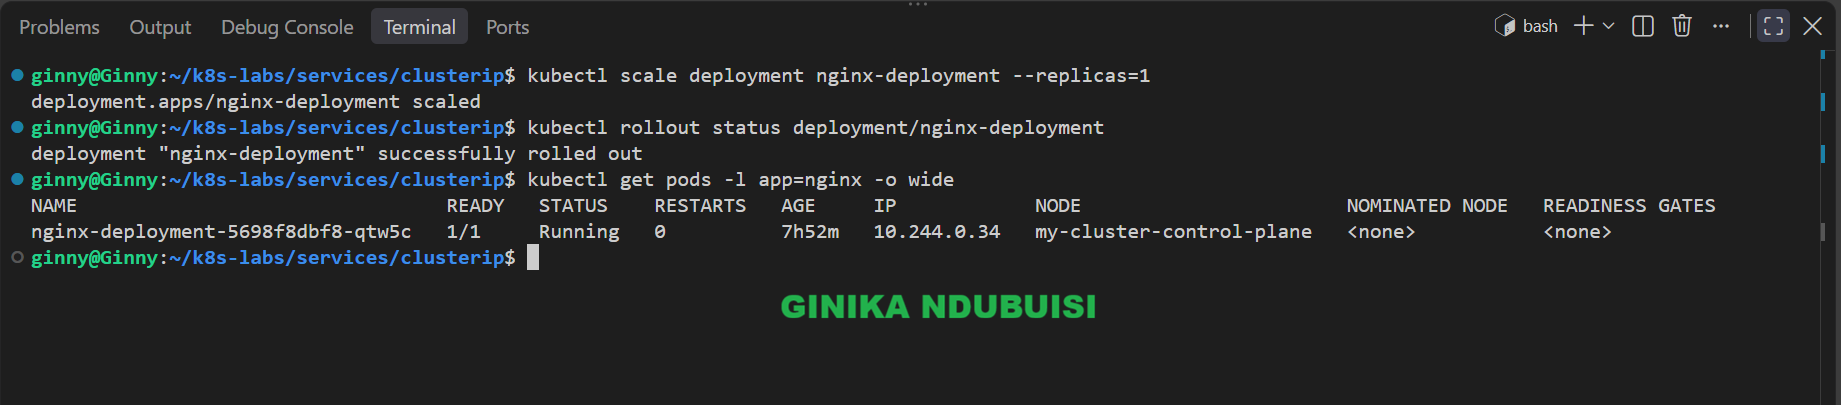 Problems Output Debug Console Terminal Ports bash
ginny@Ginny:~/k8s-labs/services/clusterip$ kubectl scale deployment nginx-deployment --replicas=1
deployment.apps/nginx-deployment scaled
ginny@Ginny:~/k8s-labs/services/clusterip$ kubectl rollout status deployment/nginx-deployment
deployment "nginx-deployment" successfully rolled out
ginny@Ginny:~/k8s-labs/services/clusterip$ kubectl get pods -l app=nginx -o wide
NAME READY STATUS RESTARTS AGE IP NODE NOMINATED NODE READINESS GATES
nginx-deployment-5698f8dbf8-qtw5c 1/1 Running 0 7h52m 10.244.0.34 my-cluster-control-plane <none> <none>
ginny@Ginny:~/k8s-labs/services/clusterip$
GINIKA NDUBUISI